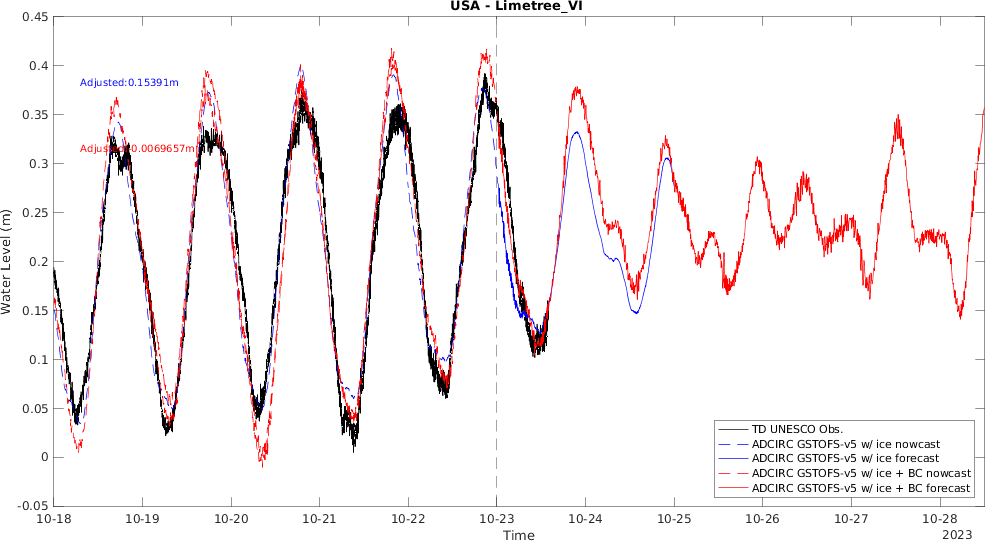 USA - Limetree_VI
0.45
0.4
0.35
0.3
0.25
0.2
0.15
0.1
0.05
0
-0.05
Water Level (m)
Adjusted:0.15391m
Adjusted:0.0069657m
TD UNESCO Obs.
ADCIRC GSTOFS-v5 w/ ice nowcast
ADCIRC GSTOFS-v5 w/ ice forecast
ADCIRC GSTOFS-v5 w/ ice + BC nowcast
ADCIRC GSTOFS-v5 w/ ice + BC forecast
10-18 10-19 10-20 10-21 10-22 10-23 10-24 10-25 10-26 10-27 10-28
Time
2023